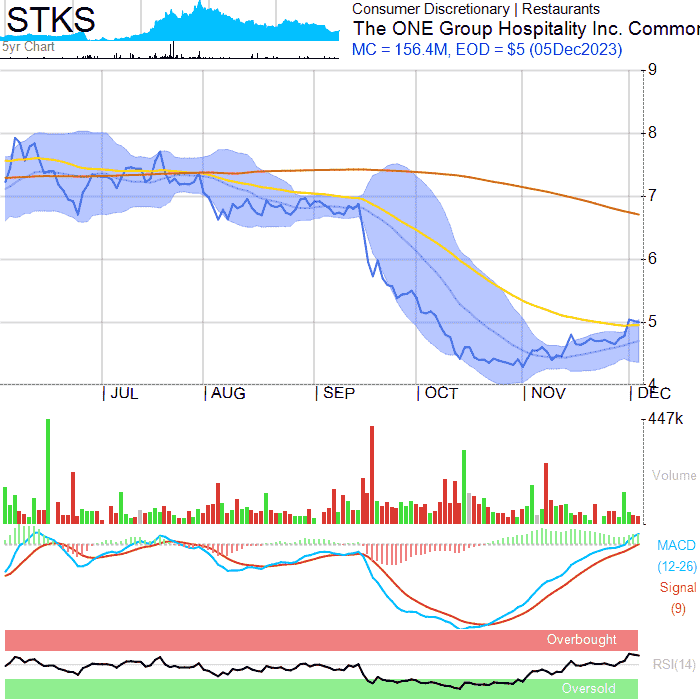 STKS
5yr Chart
Consumer Discretionary | Restaurants
The ONE Group Hospitality Inc. Common
MC = 156.4M, EOD = $5 (05Dec2023)
9
8
7
6
5
4
JUL AUG SEP OCT NOV DEC
447k
Volume
MACD
(12-26)
Signal
(9)
Overbought
RSI(14)
Oversold